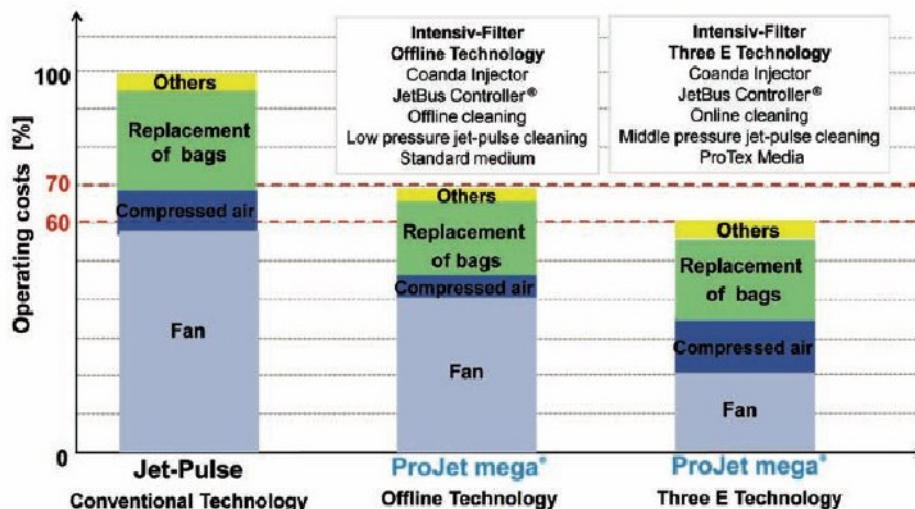 Operating costs [%]
100
70
60
0
Intensiv-Filter
Offline Technology
Coanda Injector
JetBus Controller®
Offline cleaning
Low pressure jet-pulse cleaning
Standard medium
Intensiv-Filter
Three E Technology
Coanda Injector
JetBus Controller®
Online cleaning
Middle pressure jet-pulse cleaning
ProTex Media
Others
Replacement
of bags
Compressed air
Fan
Others
Replacement
of bags
Compressed air
Fan
Others
Replacement
of bags
Compressed air
Fan
Jet-Pulse
Conventional Technology
ProJet mega®
Offline Technology
ProJet mega®
Three E Technology